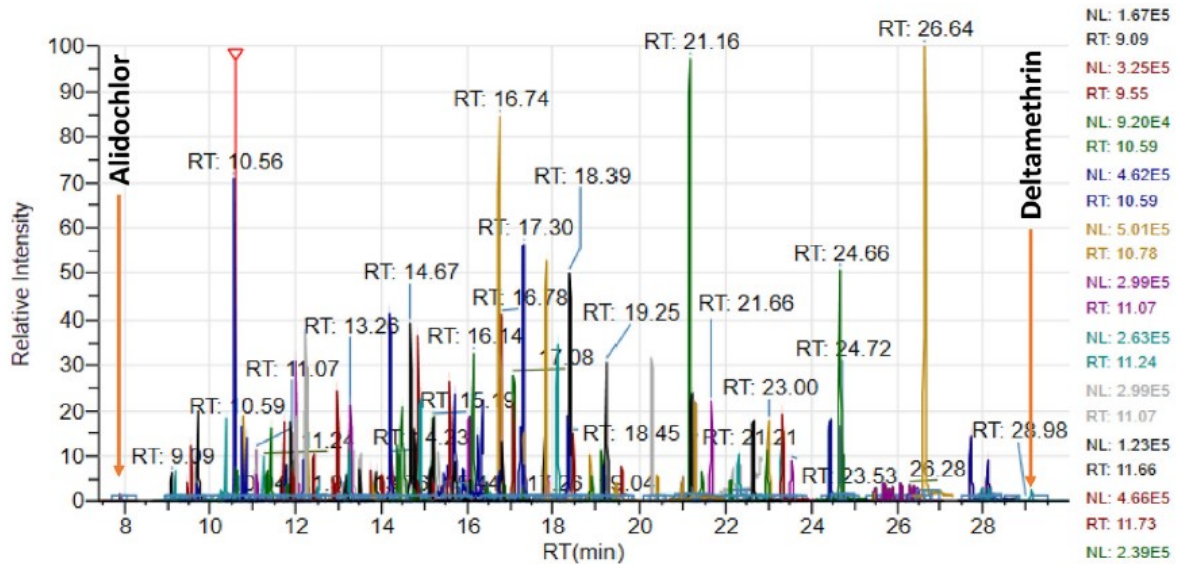 NL: 1.67E5
RT: 9.09
NL: 3.25E5
RT: 9.55
NL: 9.20E4
RT: 10.59
NL: 4.62E5
RT: 10.59
NL: 5.01E5
RT: 10.78
NL: 2.99E5
RT: 11.07
NL: 2.63E5
RT: 11.24
NL: 2.99E5
RT: 11.07
NL: 1.23E5
RT: 11.66
NL: 4.66E5
RT: 11.73
NL: 2.39E5
Alidochlor
Deltamethrin
RT: 26.64
RT: 21.16
RT: 16.74
RT: 10.56
RT: 18.39
RT: 17.30
RT: 24.66
RT: 14.67
RT: 16.78
RT: 21.66
RT: 19.25
RT: 13.26
RT: 16.14
RT: 24.72
17.08
RT: 11.07
RT: 23.00
RT: 10.59
RT: 15.19
RT: 28.98
RT: 18.45
RT: 21.21
11.24
14.23
RT: 9.09
RT: 23.53
26.28
9.04
Relative Intensity
100
90
80
70
60
50
40
30
20
10
0
8 10 12 14 16 18 20 22 24 26 28
RT(min)